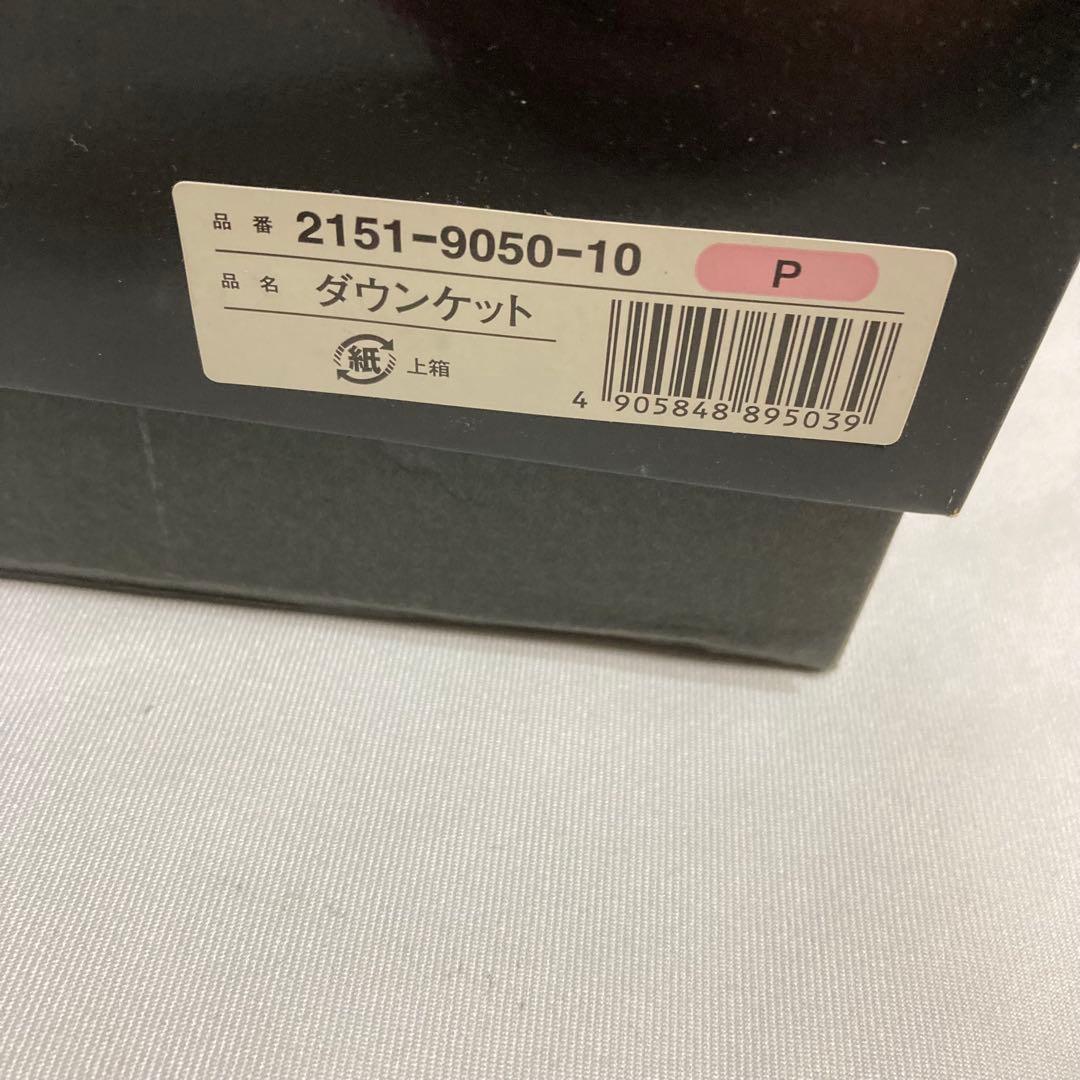 品番 2151-9050-10 P
品名 ダウンケット
紙 上箱
4 905848 895039